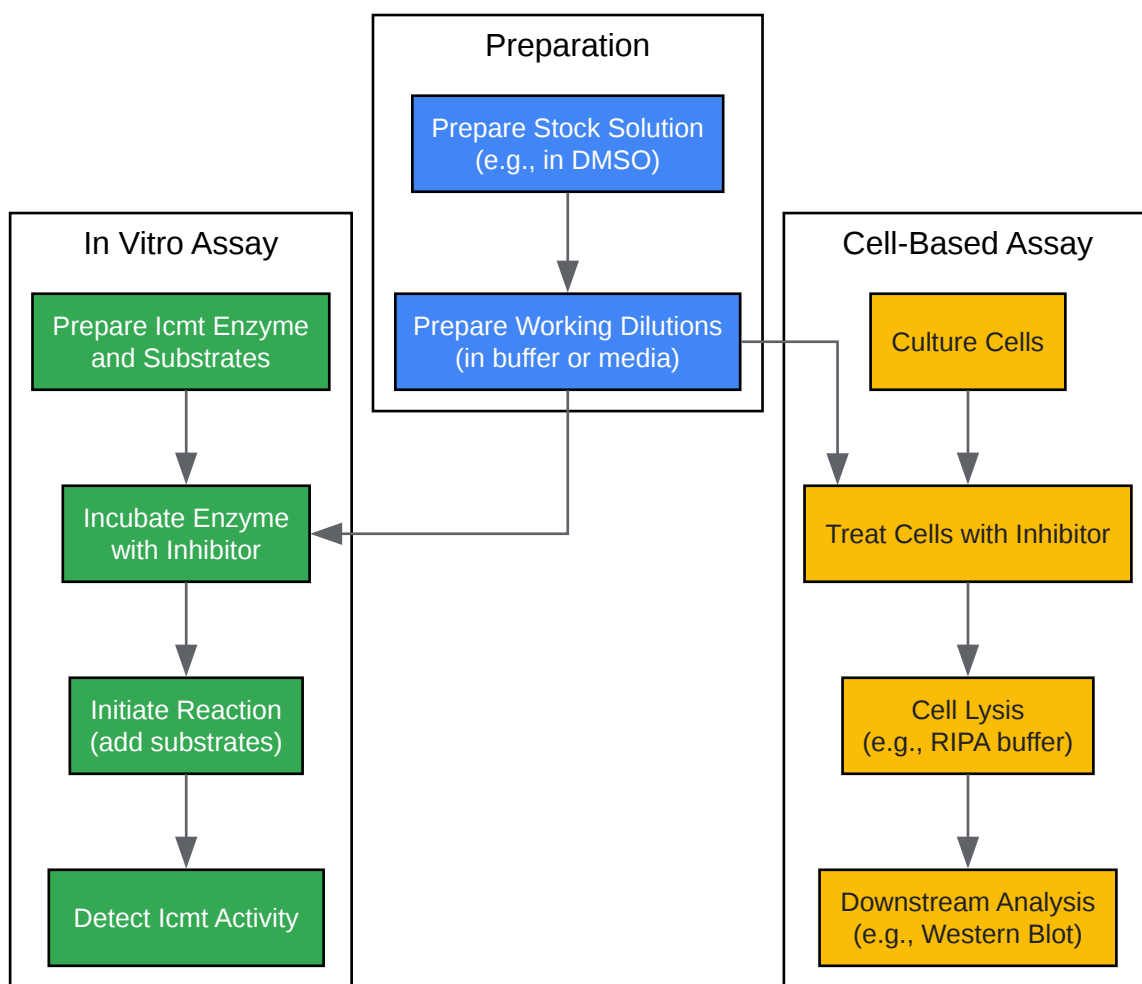 Preparation
Prepare Stock Solution
(e.g., in DMSO)
Prepare Working Dilutions
(in buffer or media)
In Vitro Assay
Prepare Icmt Enzyme
and Substrates
Incubate Enzyme
with Inhibitor
Initiate Reaction
(add substrates)
Detect Icmt Activity
Cell-Based Assay
Culture Cells
Treat Cells with Inhibitor
Cell Lysis
(e.g., RIPA buffer)
Downstream Analysis
(e.g., Western Blot)